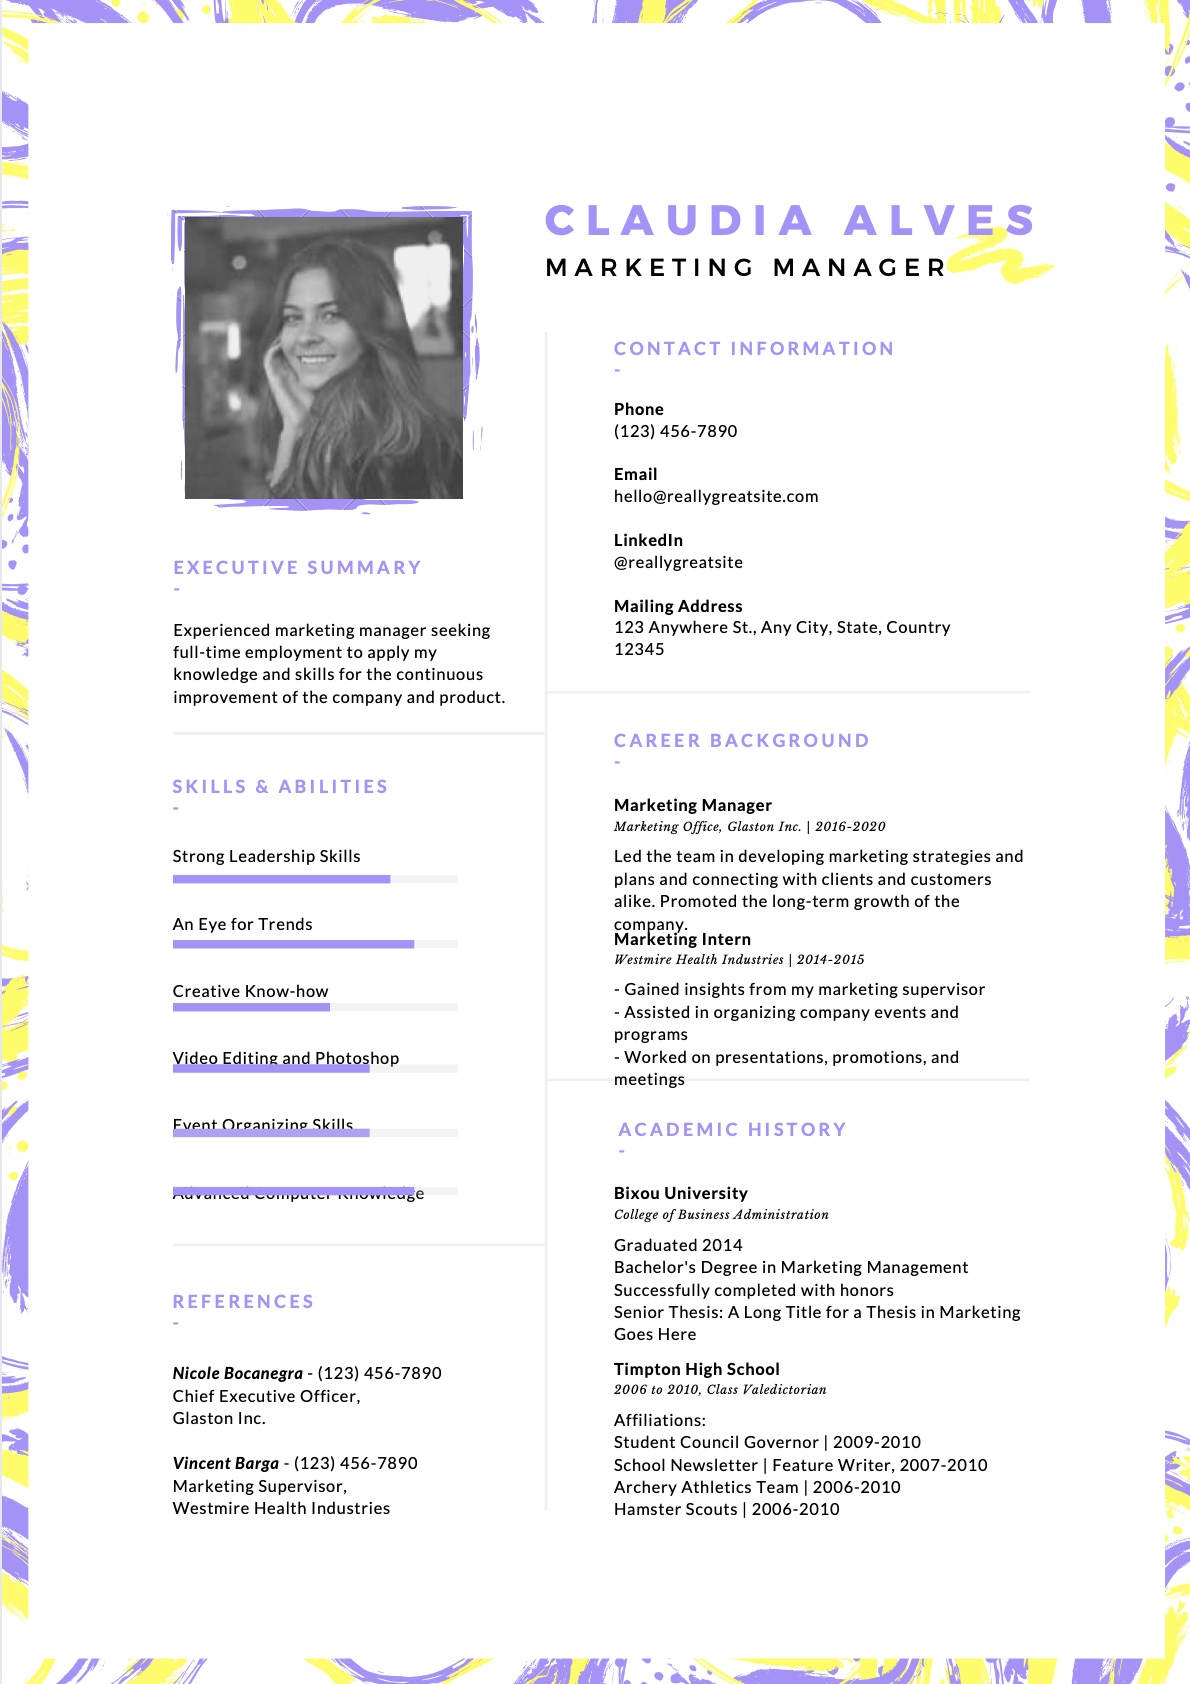 CLAUDIA ALVES
MARKETING MANAGER
EXECUTIVE SUMMARY
-
Experienced marketing manager seeking
full-time employment to apply my
knowledge and skills for the continuous
improvement of the company and product.
SKILLS & ABILITIES
-
Strong Leadership Skills
An Eye for Trends
Creative Know-how
Video Editing and Photoshop
Event Organizing Skills
Advanced Computer Knowledge
REFERENCES
-
Nicole Bocanegra - (123) 456-7890
Chief Executive Officer,
Glaston Inc.
Vincent Barga - (123) 456-7890
Marketing Supervisor,
Westmire Health Industries
CONTACT INFORMATION
-
Phone
(123) 456-7890
Email
hello@reallygreatsite.com
LinkedIn
@reallygreatsite
Mailing Address
123 Anywhere St., Any City, State, Country
12345
CAREER BACKGROUND
-
Marketing Manager
Marketing Office, Glaston Inc. | 2016-2020
Led the team in developing marketing strategies and
plans and connecting with clients and customers
alike. Promoted the long-term growth of the
company.
Marketing Intern
Westmire Health Industries | 2014-2015
- Gained insights from my marketing supervisor
- Assisted in organizing company events and
programs
- Worked on presentations, promotions, and
meetings
ACADEMIC HISTORY
-
Bixou University
College of Business Administration
Graduated 2014
Bachelor's Degree in Marketing Management
Successfully completed with honors
Senior Thesis: A Long Title for a Thesis in Marketing
Goes Here
Timpton High School
2006 to 2010, Class Valedictorian
Affiliations:
Student Council Governor | 2009-2010
School Newsletter | Feature Writer, 2007-2010
Archery Athletics Team | 2006-2010
Hamster Scouts | 2006-2010